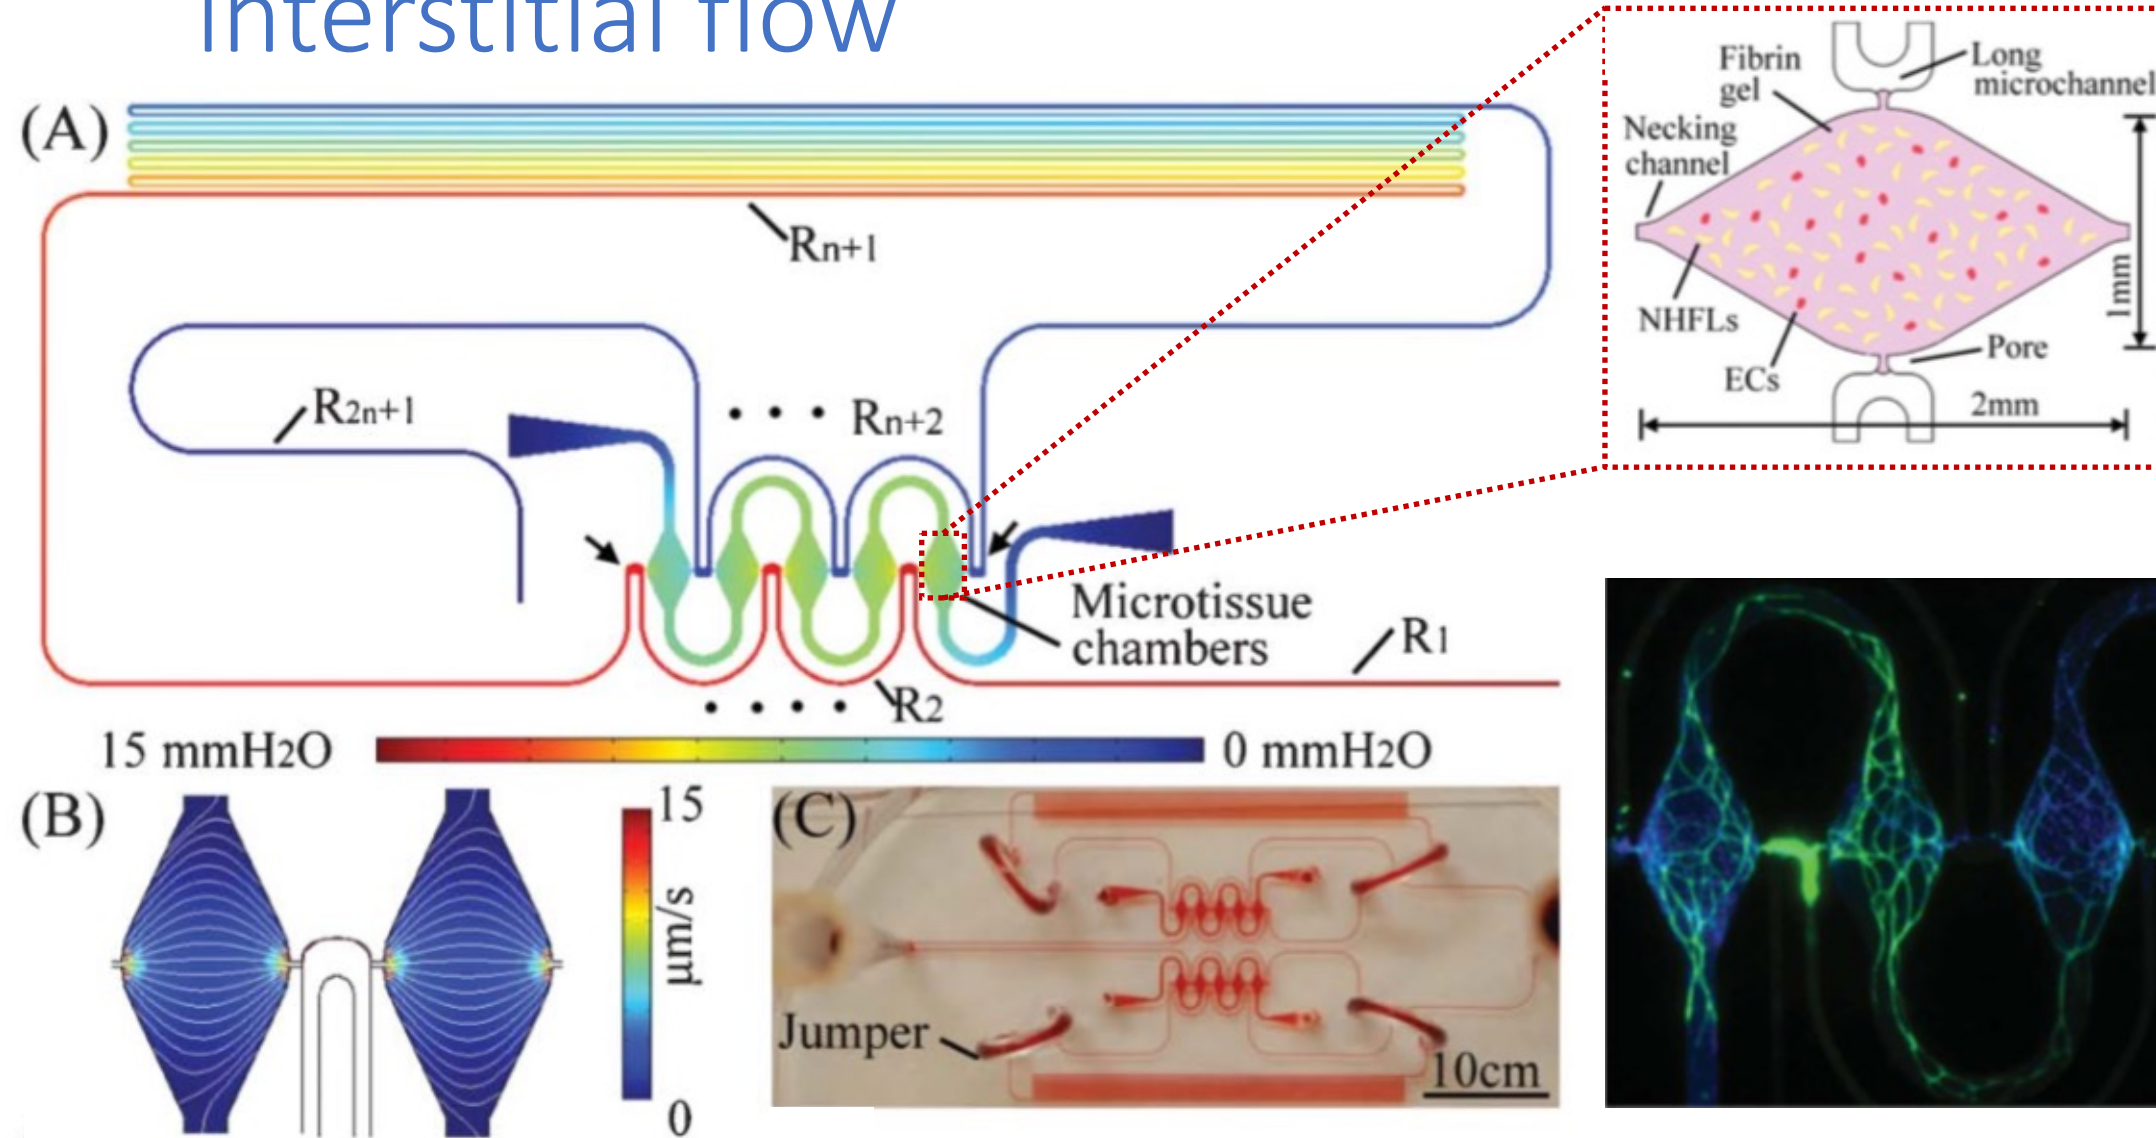 Interstitial flow
(A)
Rn+1
R2n+1
Rn+2
Microtissue
chambers
R1
R2
15 mmH2O
0 mmH2O
Fibrin
gel
Long
microchannel
Necking
channel
NHFLs
ECs
Pore
1mm
2mm
(B)
15
μm/s
0
(C)
Jumper
10cm